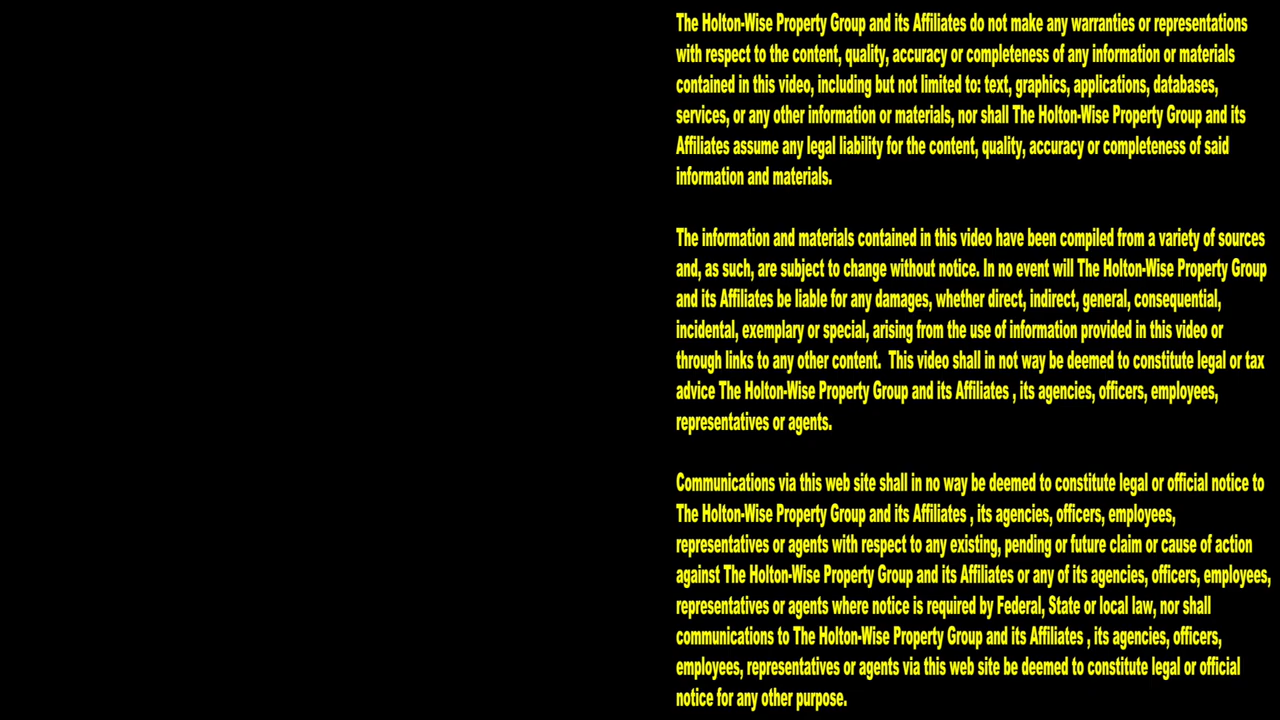 The Holton-Wise Property Group and its Affiliates do not make any warranties or representations
with respect to the content, quality, accuracy or completeness of any information or materials
contained in this video, including but not limited to: text, graphics, applications, databases,
services, or any other information or materials, nor shall The Holton-Wise Property Group and its
Affiliates assume any legal liability for the content, quality, accuracy or completeness of said
information and materials.
The information and materials contained in this video have been compiled from a variety of sources
and, as such, are subject to change without notice. In no event will The Holton-Wise Property Group
and its Affiliates be liable for any damages, whether direct, indirect, general, consequential,
incidental, exemplary or special, arising from the use of information provided in this video or
through links to any other content.  This video shall in not way be deemed to constitute legal or tax
advice The Holton-Wise Property Group and its Affiliates , its agencies, officers, employees,
representatives or agents.
Communications via this web site shall in no way be deemed to constitute legal or official notice to
The Holton-Wise Property Group and its Affiliates , its agencies, officers, employees,
representatives or agents with respect to any existing, pending or future claim or cause of action
against The Holton-Wise Property Group and its Affiliates or any of its agencies, officers, employees,
representatives or agents where notice is required by Federal, State or local law, nor shall
communications to The Holton-Wise Property Group and its Affiliates , its agencies, officers,
employees, representatives or agents via this web site be deemed to constitute legal or official
notice for any other purpose.